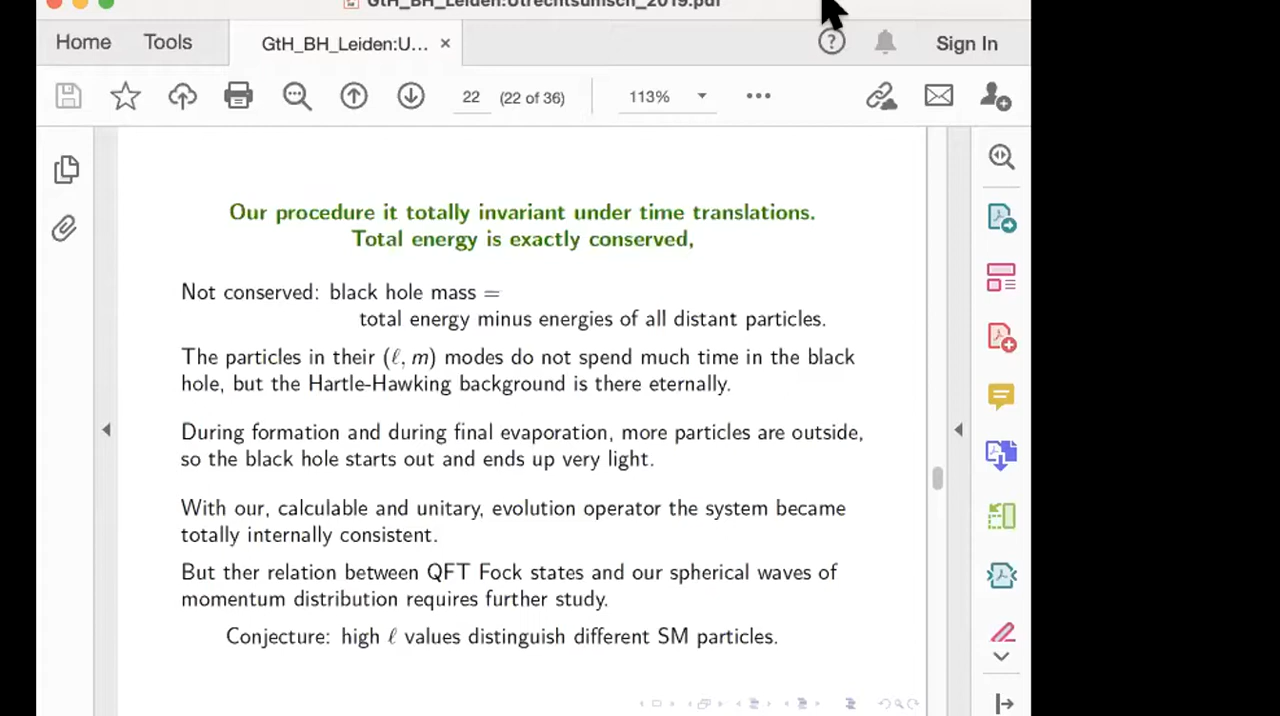 GtH_BH_Leiden:Utrechtsumsch_2019.pdf
Home Tools GtH_BH_Leiden:U... × Sign In
22 (22 of 36) 113%
Our procedure it totally invariant under time translations.
Total energy is exactly conserved,
Not conserved: black hole mass =
total energy minus energies of all distant particles.
The particles in their (ℓ, m) modes do not spend much time in the black
hole, but the Hartle-Hawking background is there eternally.
During formation and during final evaporation, more particles are outside,
so the black hole starts out and ends up very light.
With our, calculable and unitary, evolution operator the system became
totally internally consistent.
But ther relation between QFT Fock states and our spherical waves of
momentum distribution requires further study.
Conjecture: high ℓ values distinguish different SM particles.